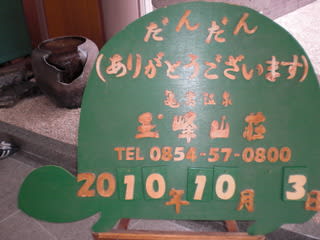 だんだん
(ありがとうございます)
亀嵩温泉
玉峰山荘
TEL 0854-57-0800
2010年10月3日